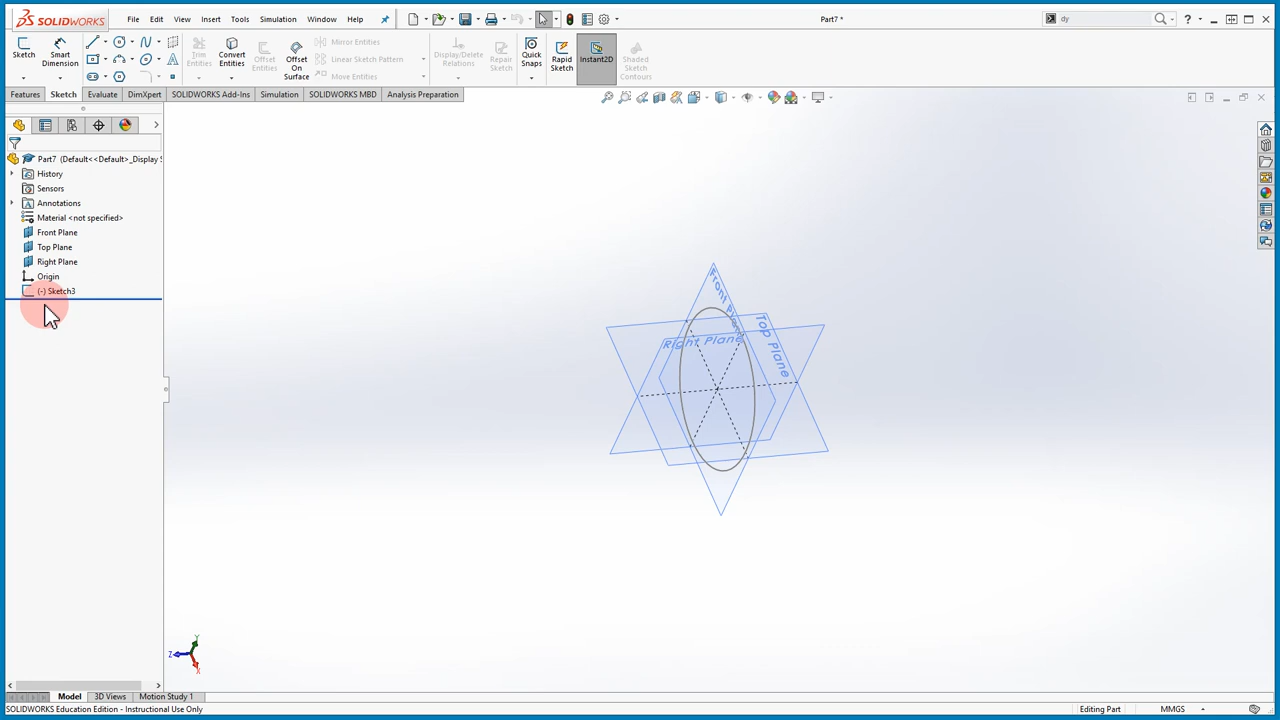 SOLIDWORKS File Edit View Insert Tools Simulation Window Help Part7 * dy ?
Sketch Smart Dimension Trim Entities Convert Entities Offset Entities Offset On Surface Mirror Entities Linear Sketch Pattern Move Entities Display/Delete Relations Repair Sketch Quick Snaps Rapid Sketch Instant2D Shaded Sketch Contours
Features Sketch Evaluate DimXpert SOLIDWORKS Add-Ins Simulation SOLIDWORKS MBD Analysis Preparation
Part7 (Default<<Default>_Display S
History
Sensors
Annotations
Material <not specified>
Front Plane
Top Plane
Right Plane
Origin
(-) Sketch3
Front Plane
Top Plane
Right Plane
Y
Z
X
Model 3D Views Motion Study 1
SOLIDWORKS Education Edition - Instructional Use Only Editing Part MMGS